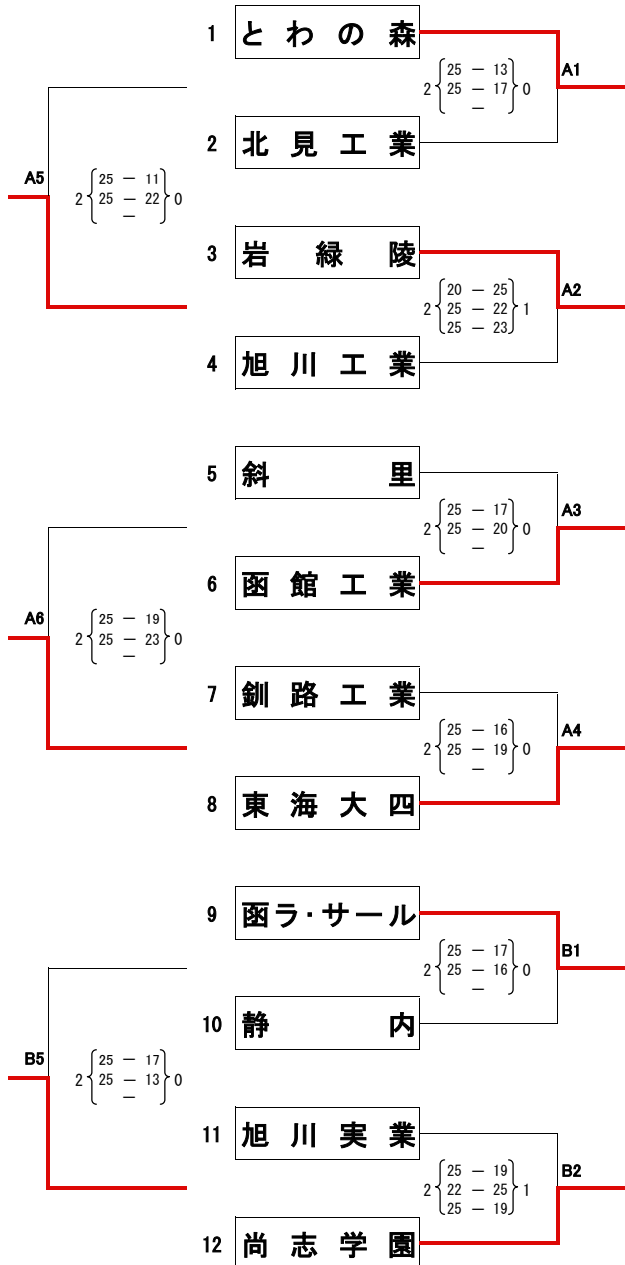 1 とわの森
25 － 13
A1
2 25 － 17 0
－
2 北見工業
A5
25 － 11
2 25 － 22 0
－
3 岩緑陵
20 － 25
A2
2 25 － 22 1
25 － 23
4 旭川工業
5 斜里
25 － 17
A3
2 25 － 20 0
－
6 函館工業
A6
25 － 19
2 25 － 23 0
－
7 釧路工業
25 － 16
A4
2 25 － 19 0
－
8 東海大四
9 函ラ・サール
25 － 17
B1
2 25 － 16 0
－
10 静内
B5
25 － 17
2 25 － 13 0
－
11 旭川実業
25 － 19
B2
2 22 － 25 1
25 － 19
12 尚志学園